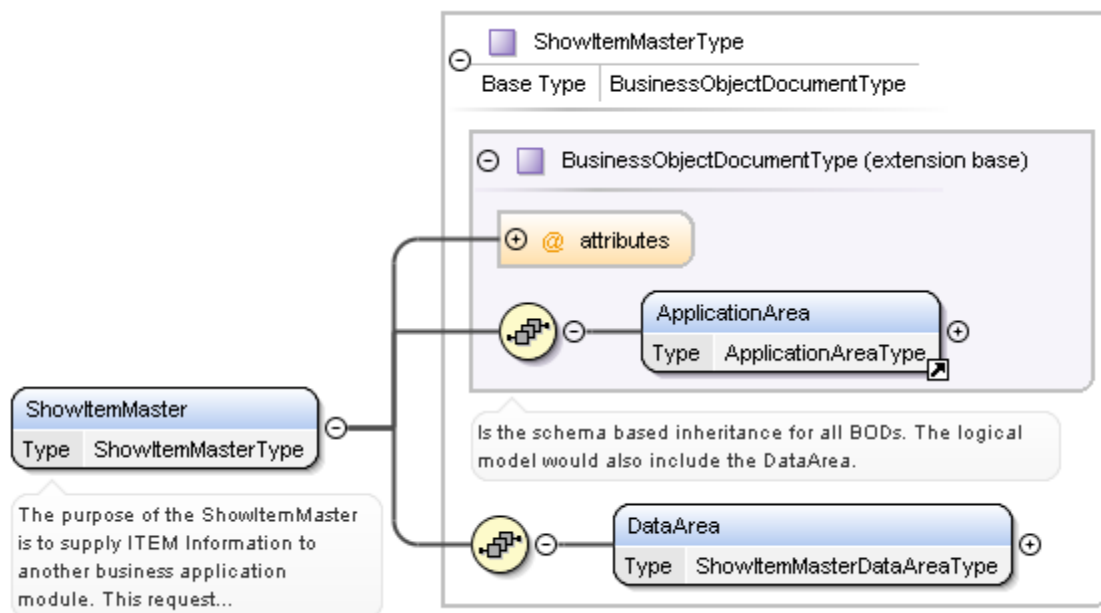 ShowItemMasterType
Base Type BusinessObjectDocumentType
BusinessObjectDocumentType (extension base)
@ attributes
ApplicationArea
Type ApplicationAreaType
Is the schema based inheritance for all BODs. The logical
model would also include the DataArea.
ShowItemMaster
Type ShowItemMasterType
The purpose of the ShowItemMaster
is to supply ITEM Information to
another business application
module. This request...
DataArea
Type ShowItemMasterDataAreaType